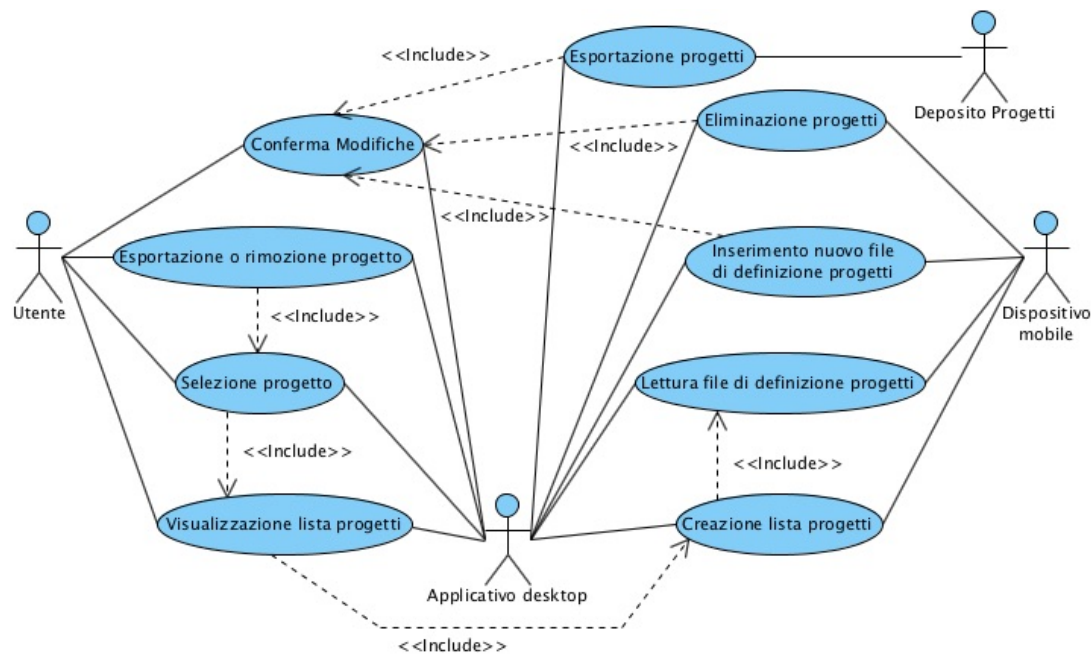 <<Include>>
Esportazione progetti
Deposito Progetti
Eliminazione progetti
Conferma Modifiche
<<Include>>
<<Include>>
Esportazione o rimozione progetto
Inserimento nuovo file
di definizione progetti
Utente
Dispositivo
mobile
<<Include>>
Selezione progetto
Lettura file di definizione progetti
<<Include>>
<<Include>>
Visualizzazione lista progetti
Creazione lista progetti
Applicativo desktop
<<Include>>